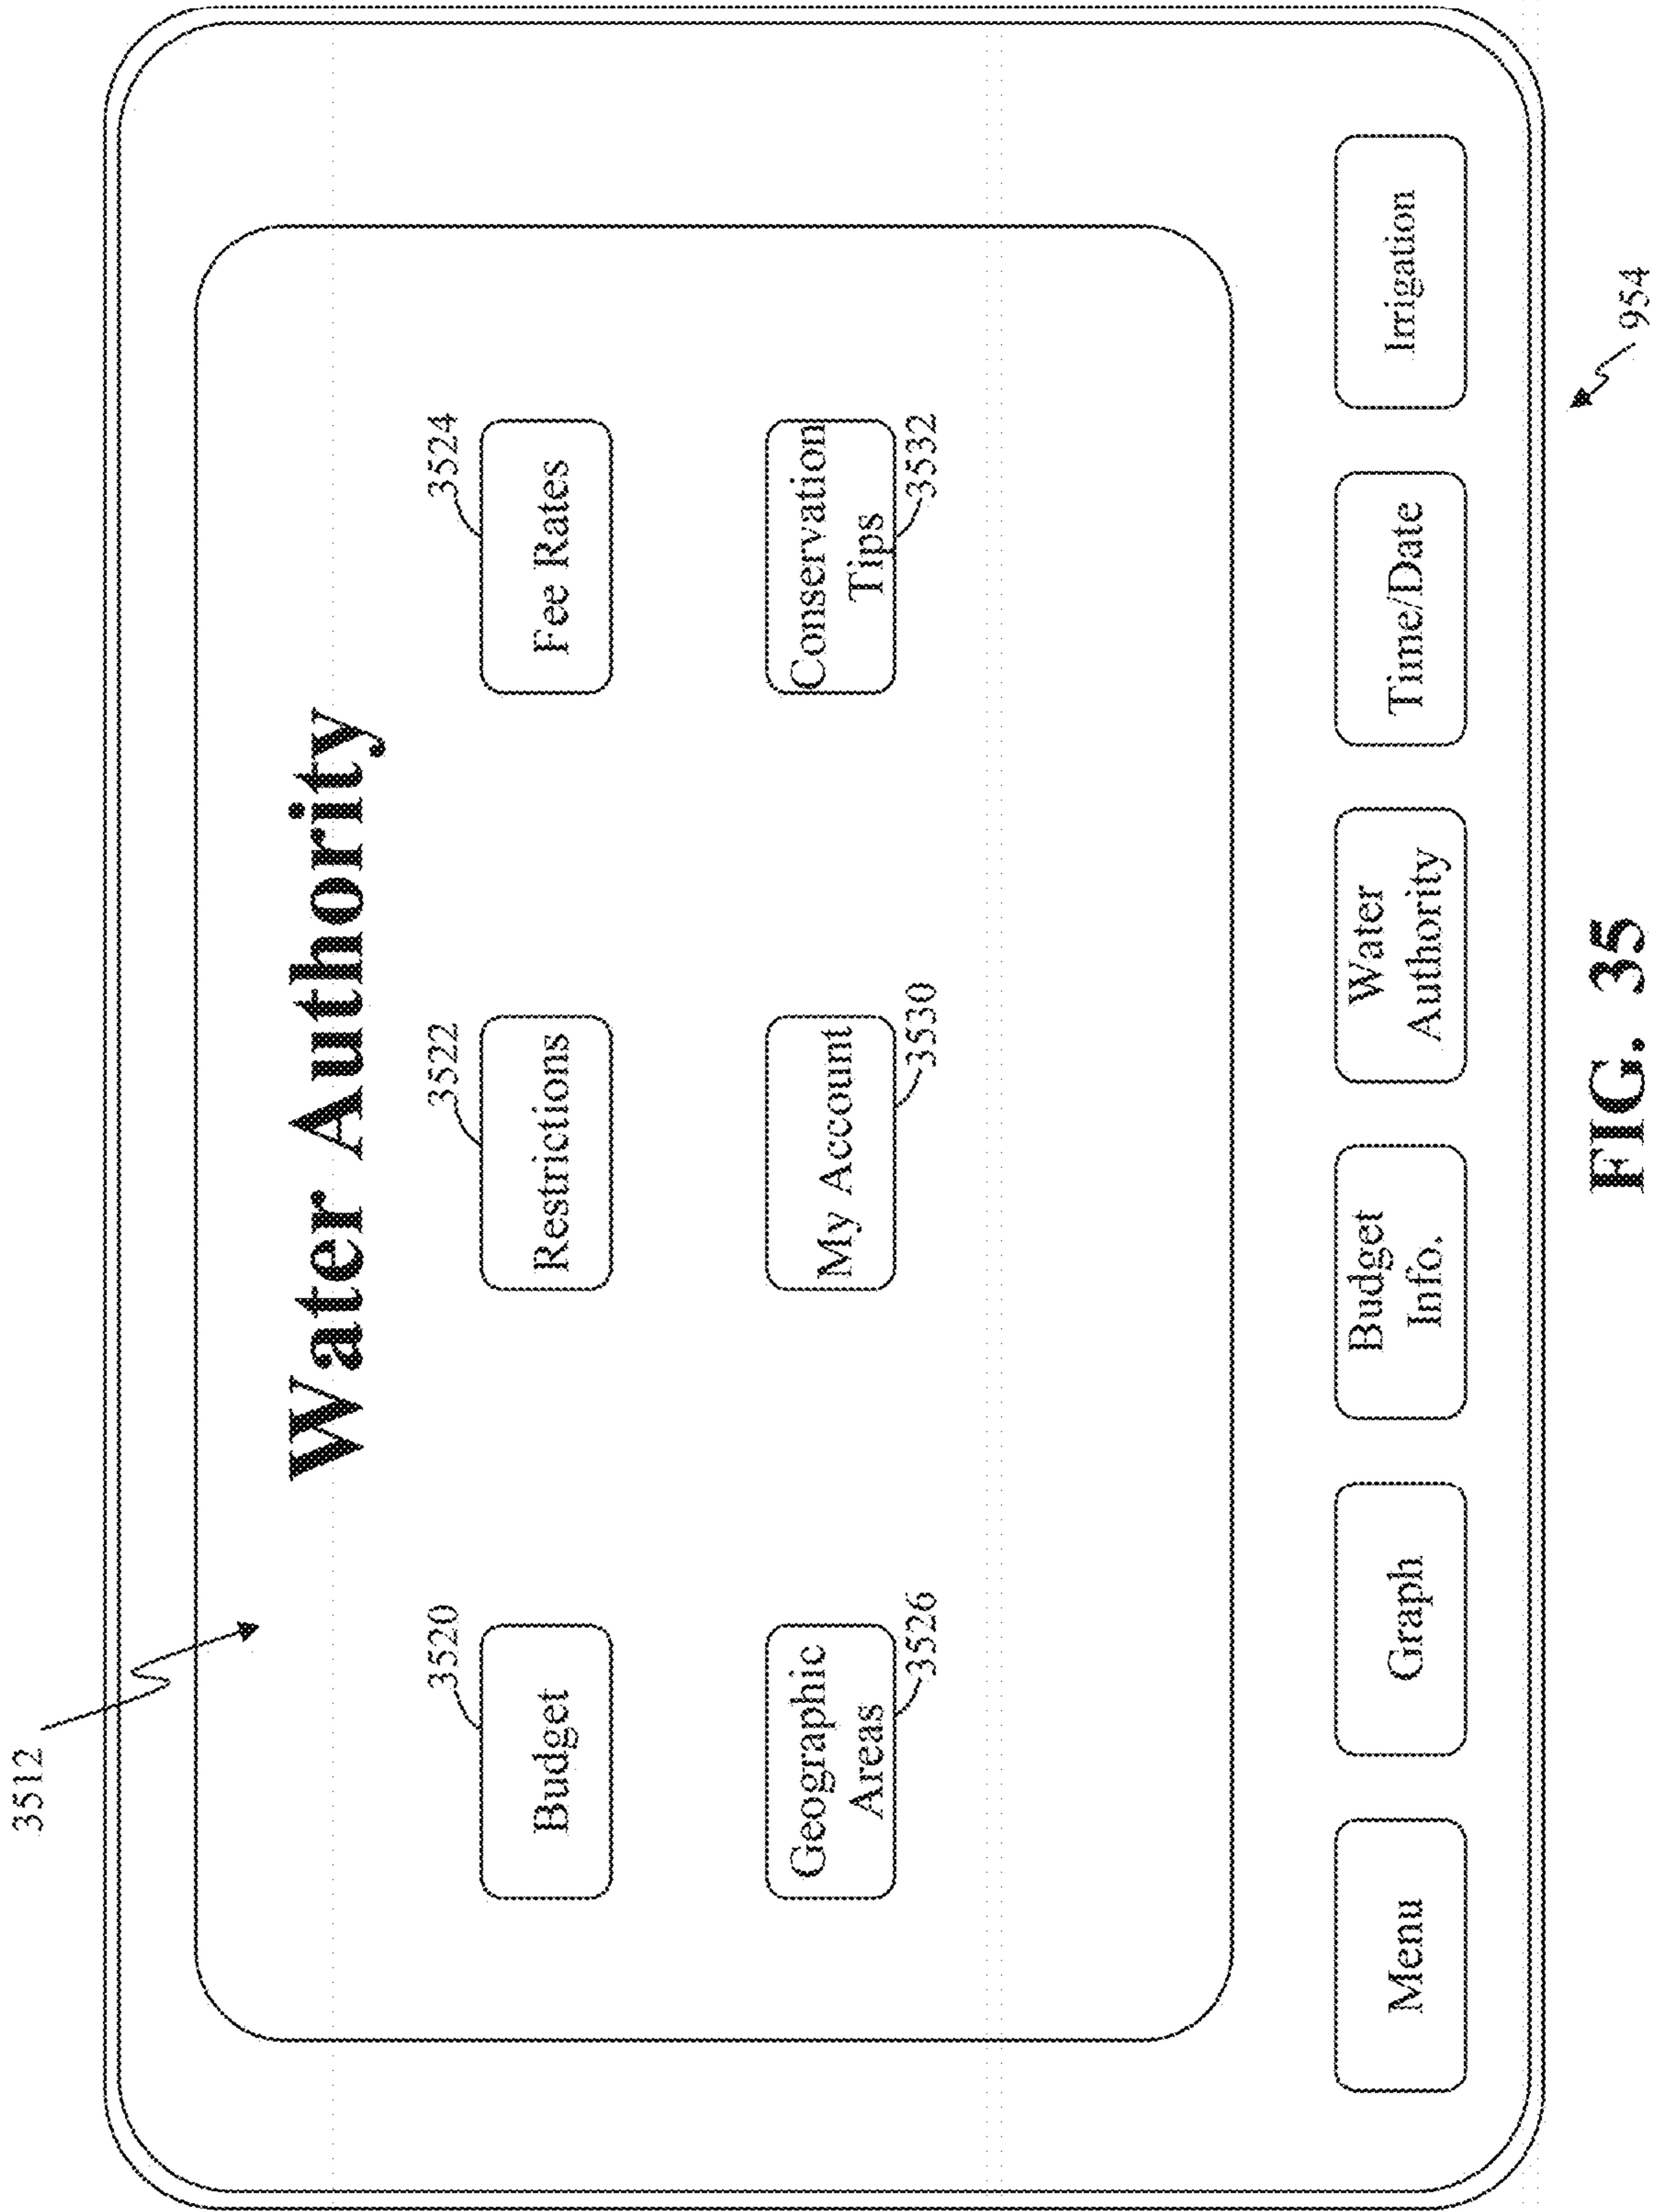 3512
Water Authority
3520
3522
3524
Budget
Restrictions
Fee Rates
Geographic
Areas
My Account
Conservation
Tips
3526
3530
3532
Menu
Graph
Budget
Info.
Water
Authority
Time/Date
Irrigation
954
FIG. 35